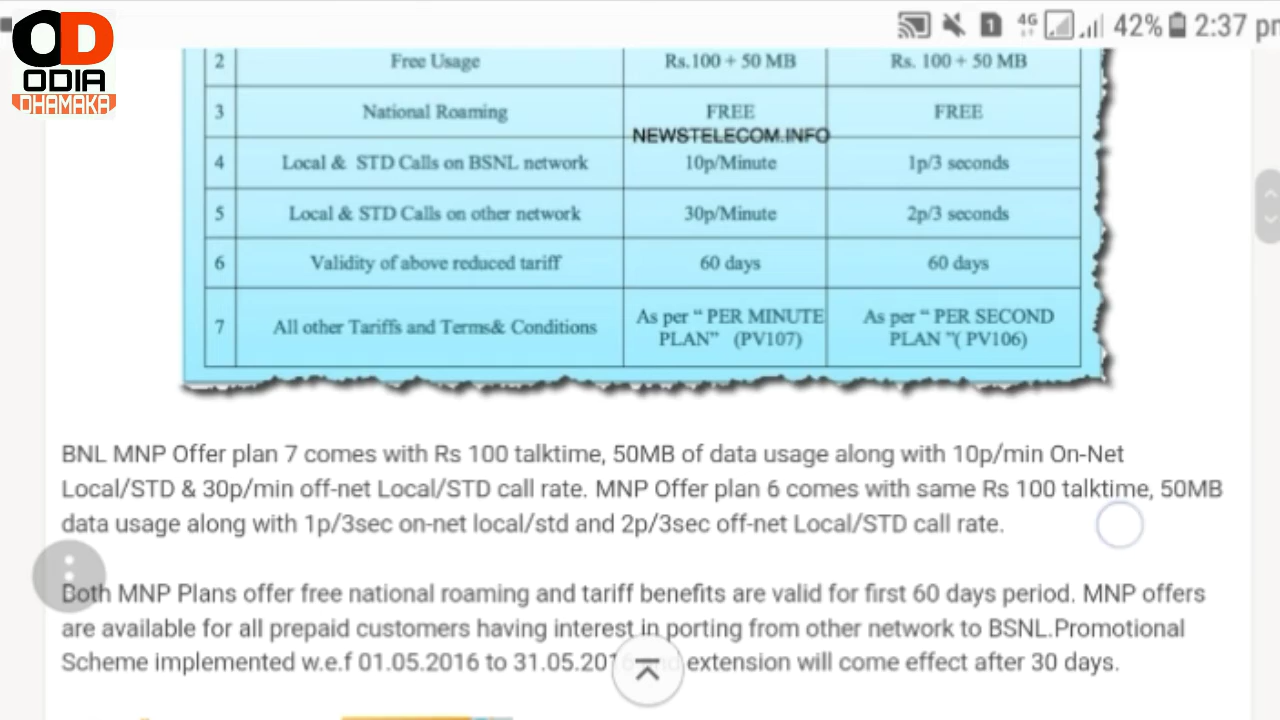 OD
ODIA
DHAMAKA
1 4G 42% 2:37 pm
2 Free Usage Rs.100 + 50 MB Rs. 100 + 50 MB
3 National Roaming FREE FREE
NEWSTELECOM.INFO
4 Local & STD Calls on BSNL network 10p/Minute 1p/3 seconds
5 Local & STD Calls on other network 30p/Minute 2p/3 seconds
6 Validity of above reduced tariff 60 days 60 days
7 All other Tariffs and Terms& Conditions As per “ PER MINUTE PLAN” (PV107) As per “ PER SECOND PLAN ”( PV106)
BNL MNP Offer plan 7 comes with Rs 100 talktime, 50MB of data usage along with 10p/min On-Net
Local/STD & 30p/min off-net Local/STD call rate. MNP Offer plan 6 comes with same Rs 100 talktime, 50MB
data usage along with 1p/3sec on-net local/std and 2p/3sec off-net Local/STD call rate.
Both MNP Plans offer free national roaming and tariff benefits are valid for first 60 days period. MNP offers
are available for all prepaid customers having interest in porting from other network to BSNL.Promotional
Scheme implemented w.e.f 01.05.2016 to 31.05.2016 and extension will come effect after 30 days.